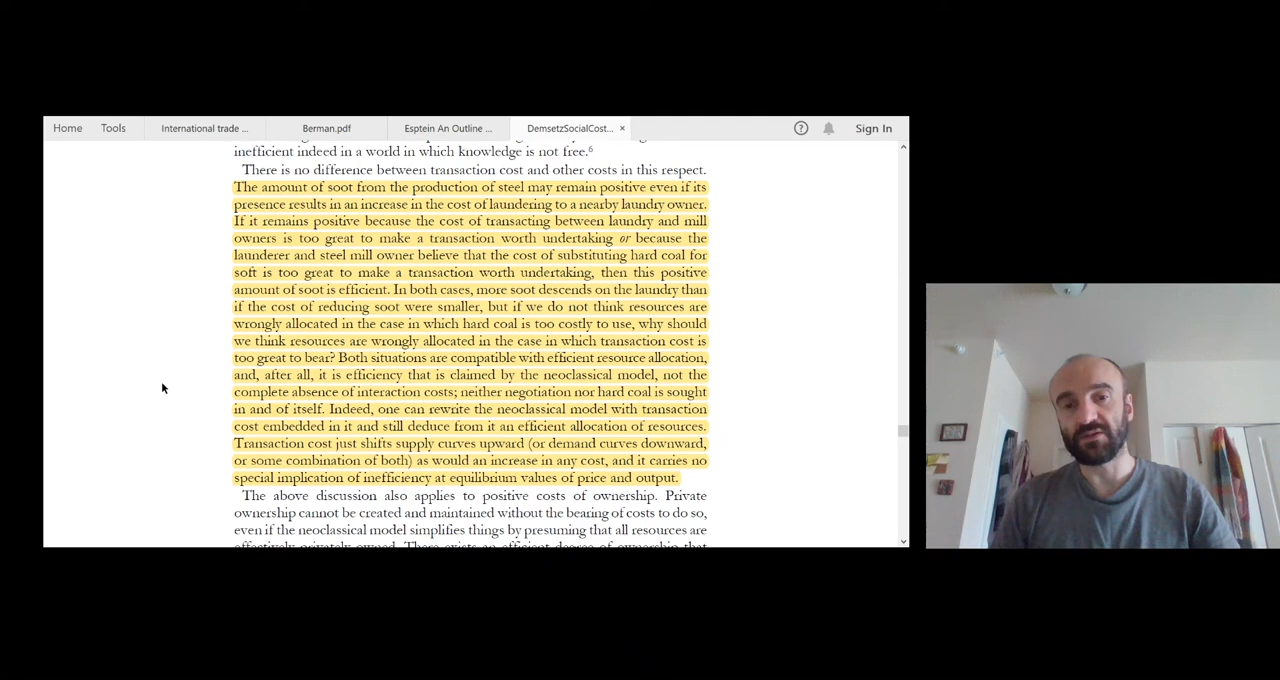 Home Tools International trade ... Berman.pdf Esptein An Outline ... DemsetzSocialCost... × ? Sign In
inefficient indeed in a world in which knowledge is not free.6
There is no difference between transaction cost and other costs in this respect.
The amount of soot from the production of steel may remain positive even if its
presence results in an increase in the cost of laundering to a nearby laundry owner.
If it remains positive because the cost of transacting between laundry and mill
owners is too great to make a transaction worth undertaking or because the
launderer and steel mill owner believe that the cost of substituting hard coal for
soft is too great to make a transaction worth undertaking, then this positive
amount of soot is efficient. In both cases, more soot descends on the laundry than
if the cost of reducing soot were smaller, but if we do not think resources are
wrongly allocated in the case in which hard coal is too costly to use, why should
we think resources are wrongly allocated in the case in which transaction cost is
too great to bear? Both situations are compatible with efficient resource allocation,
and, after all, it is efficiency that is claimed by the neoclassical model, not the
complete absence of interaction costs; neither negotiation nor hard coal is sought
in and of itself. Indeed, one can rewrite the neoclassical model with transaction
cost embedded in it and still deduce from it an efficient allocation of resources.
Transaction cost just shifts supply curves upward (or demand curves downward,
or some combination of both) as would an increase in any cost, and it carries no
special implication of inefficiency at equilibrium values of price and output.
The above discussion also applies to positive costs of ownership. Private
ownership cannot be created and maintained without the bearing of costs to do so,
even if the neoclassical model simplifies things by presuming that all resources are